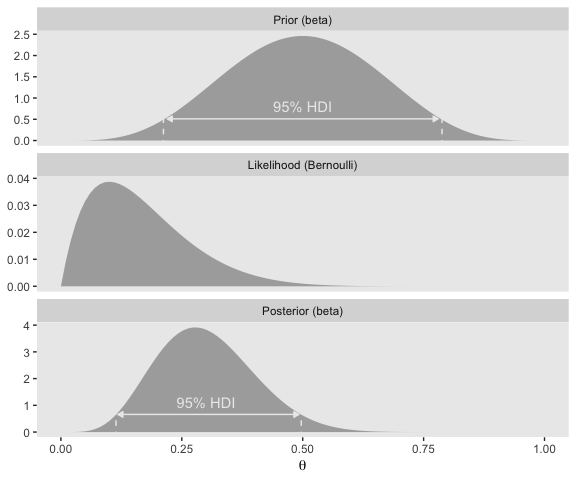 Prior (beta)
2.5
2.0
1.5
1.0
0.5
0.0
95% HDI
Likelihood (Bernoulli)
0.04
0.03
0.02
0.01
0.00
Posterior (beta)
4
3
2
1
0
95% HDI
0.00 0.25 0.50 0.75 1.00
θ